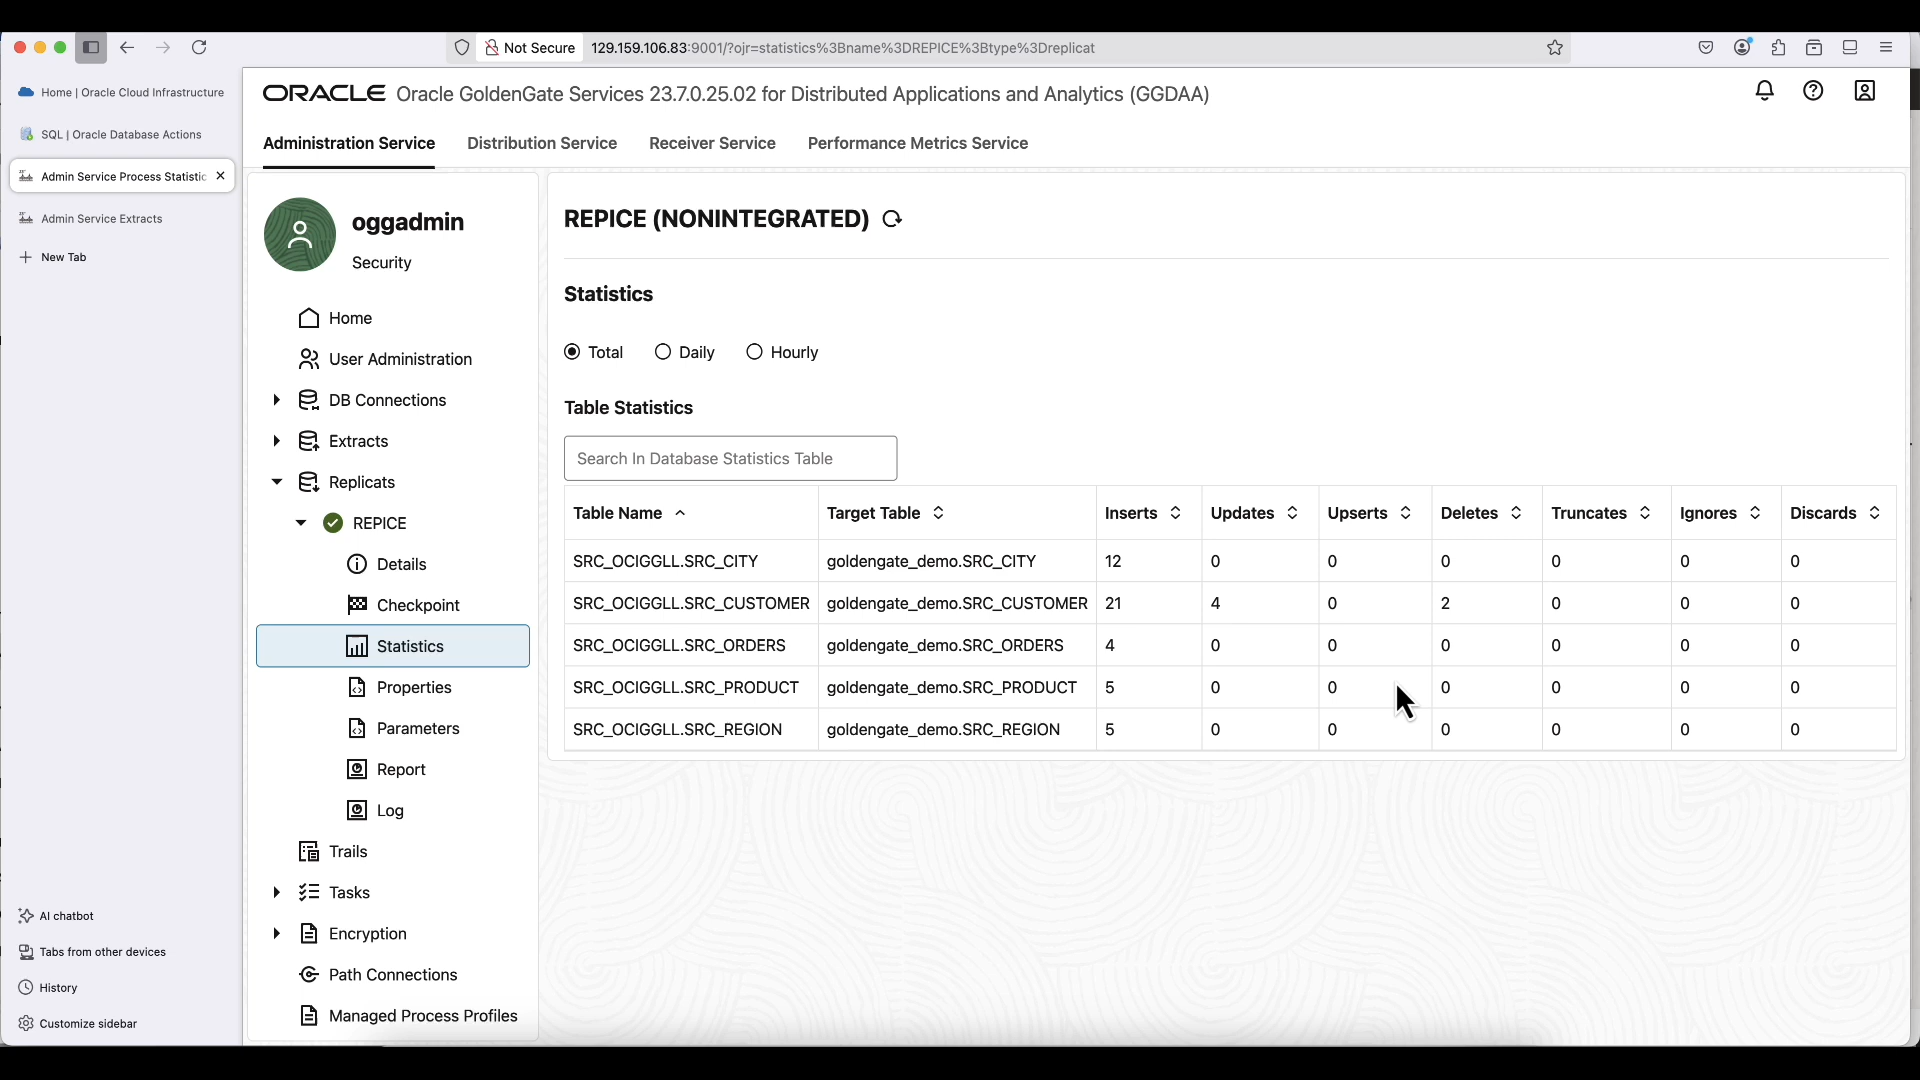 Not Secure 129.159.106.83:9001/?ojr=statistics%3Bname%3DREPICE%3Btype%3Dreplicat
Home | Oracle Cloud Infrastructure
SQL | Oracle Database Actions
Admin Service Process Statistic
Admin Service Extracts
New Tab
AI chatbot
Tabs from other devices
History
Customize sidebar
ORACLE Oracle GoldenGate Services 23.7.0.25.02 for Distributed Applications and Analytics (GGDAA)
Administration Service Distribution Service Receiver Service Performance Metrics Service
oggadmin
Security
Home
User Administration
DB Connections
Extracts
Replicats
REPICE
Details
Checkpoint
Statistics
Properties
Parameters
Report
Log
Trails
Tasks
Encryption
Path Connections
Managed Process Profiles
REPICE (NONINTEGRATED)
Statistics
Total Daily Hourly
Table Statistics
Search In Database Statistics Table
Table Name Target Table Inserts Updates Upserts Deletes Truncates Ignores Discards
SRC_OCIGGLL.SRC_CITY goldengate_demo.SRC_CITY 12 0 0 0 0 0 0
SRC_OCIGGLL.SRC_CUSTOMER goldengate_demo.SRC_CUSTOMER 21 4 0 2 0 0 0
SRC_OCIGGLL.SRC_ORDERS goldengate_demo.SRC_ORDERS 4 0 0 0 0 0 0
SRC_OCIGGLL.SRC_PRODUCT goldengate_demo.SRC_PRODUCT 5 0 0 0 0 0 0
SRC_OCIGGLL.SRC_REGION goldengate_demo.SRC_REGION 5 0 0 0 0 0 0